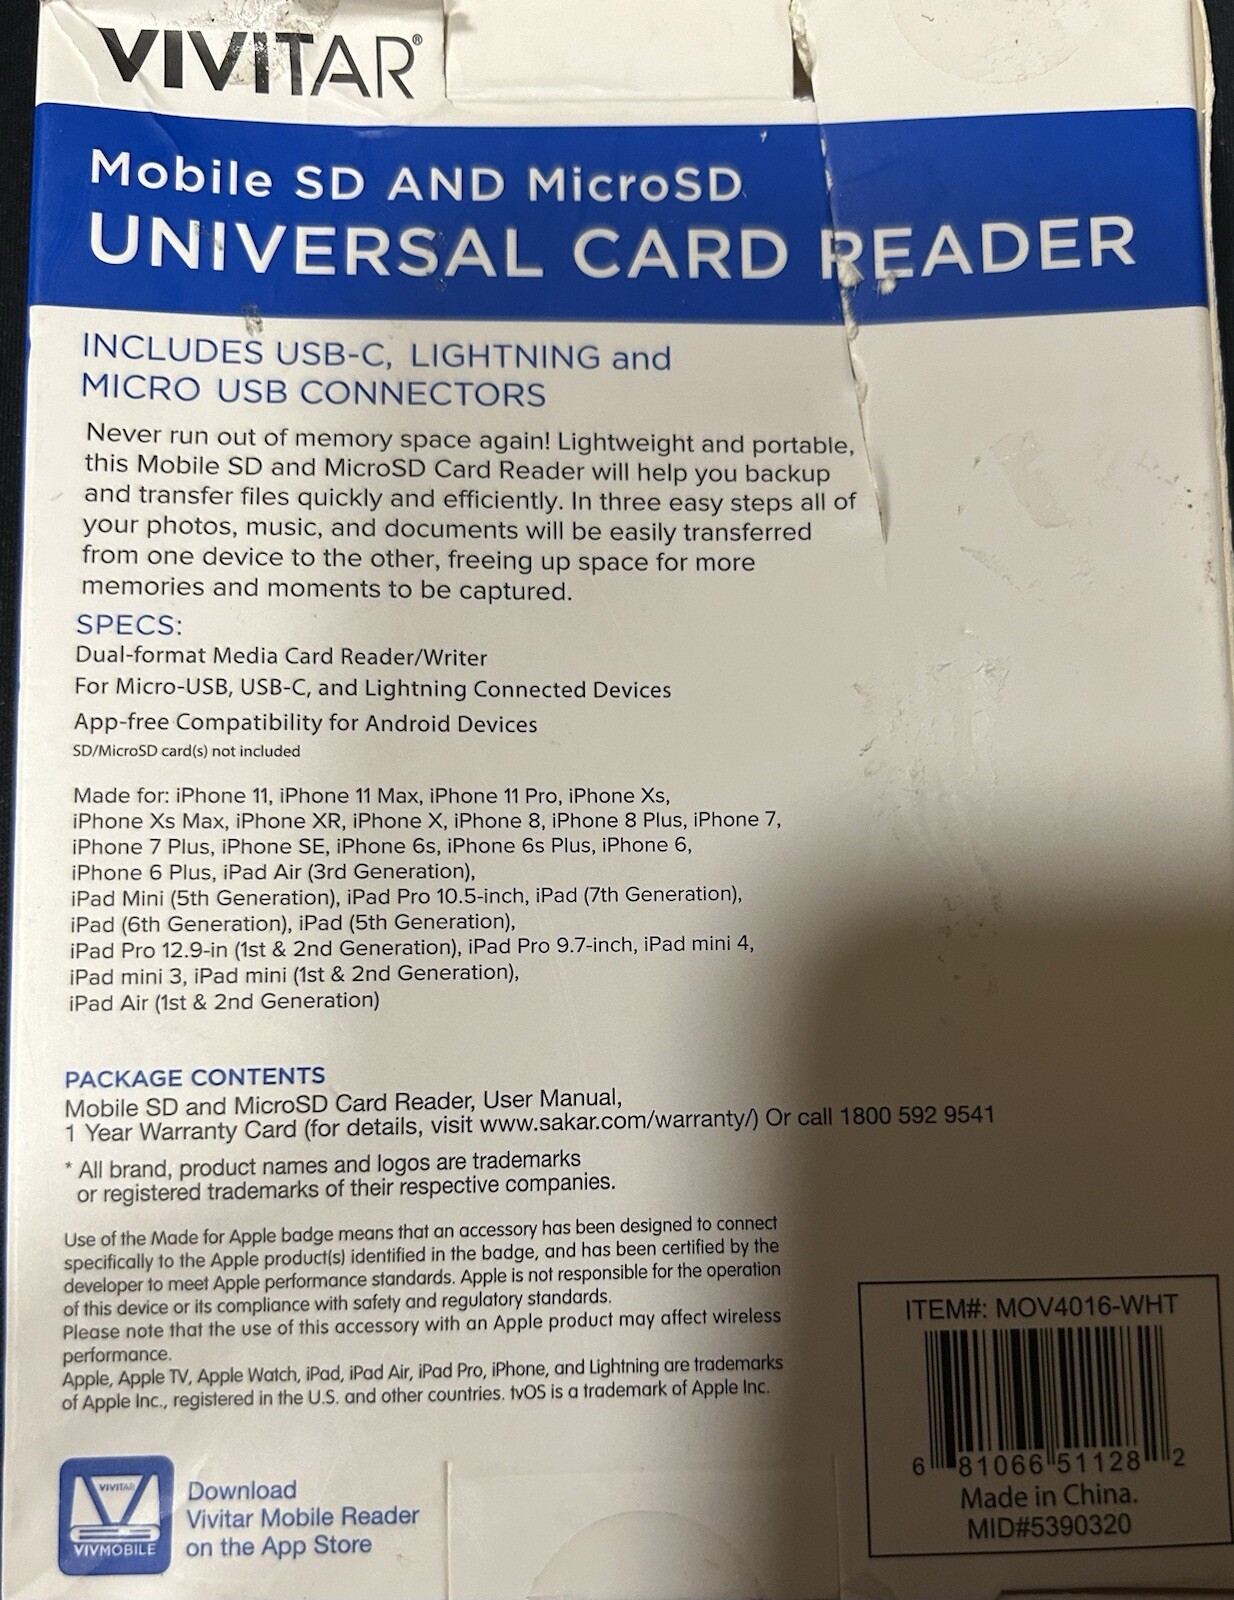 VIVITAR®
Mobile SD AND MicroSD
UNIVERSAL CARD READER
INCLUDES USB-C, LIGHTNING and
MICRO USB CONNECTORS
Never run out of memory space again! Lightweight and portable,
this Mobile SD and MicroSD Card Reader will help you backup
and transfer files quickly and efficiently. In three easy steps all of
your photos, music, and documents will be easily transferred
from one device to the other, freeing up space for more
memories and moments to be captured.
SPECS:
Dual-format Media Card Reader/Writer
For Micro-USB, USB-C, and Lightning Connected Devices
App-free Compatibility for Android Devices
SD/MicroSD card(s) not included
Made for: iPhone 11, iPhone 11 Max, iPhone 11 Pro, iPhone Xs,
iPhone Xs Max, iPhone XR, iPhone X, iPhone 8, iPhone 8 Plus, iPhone 7,
iPhone 7 Plus, iPhone SE, iPhone 6s, iPhone 6s Plus, iPhone 6,
iPhone 6 Plus, iPad Air (3rd Generation),
iPad Mini (5th Generation), iPad Pro 10.5-inch, iPad (7th Generation),
iPad (6th Generation), iPad (5th Generation),
iPad Pro 12.9-in (1st & 2nd Generation), iPad Pro 9.7-inch, iPad mini 4,
iPad mini 3, iPad mini (1st & 2nd Generation),
iPad Air (1st & 2nd Generation)
PACKAGE CONTENTS
Mobile SD and MicroSD Card Reader, User Manual,
1 Year Warranty Card (for details, visit www.sakar.com/warranty/) Or call 1800 592 9541
* All brand, product names and logos are trademarks
or registered trademarks of their respective companies.
Use of the Made for Apple badge means that an accessory has been designed to connect
specifically to the Apple product(s) identified in the badge, and has been certified by the
developer to meet Apple performance standards. Apple is not responsible for the operation
of this device or its compliance with safety and regulatory standards.
Please note that the use of this accessory with an Apple product may affect wireless
performance.
Apple, Apple TV, Apple Watch, iPad, iPad Air, iPad Pro, iPhone, and Lightning are trademarks
of Apple Inc., registered in the U.S. and other countries. tvOS is a trademark of Apple Inc.
ITEM#: MOV4016-WHT
6 81066 51128 2
Made in China.
MID#5390320
VIVITAR
VIVMOBILE
Download
Vivitar Mobile Reader
on the App Store